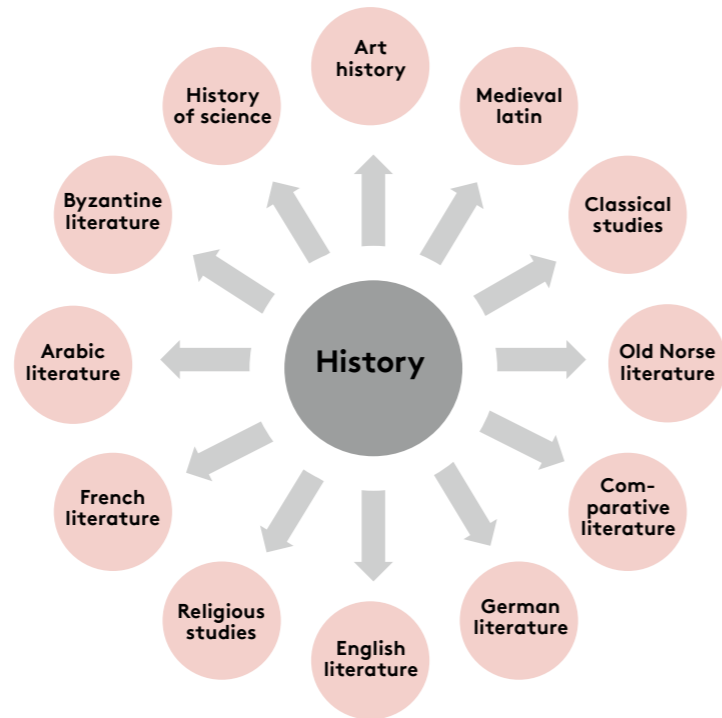 Art
history
Medieval
latin
Classical
studies
Old Norse
literature
Com-
parative
literature
German
literature
English
literature
Religious
studies
French
literature
Arabic
literature
Byzantine
literature
History
of science
History